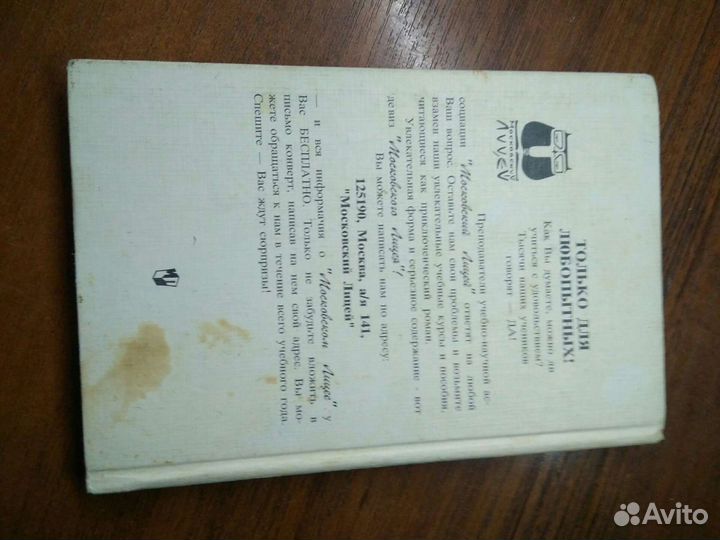 Московский
Лицей
ТОЛЬКО ДЛЯ
ЛЮБОПЫТНЫХ!
Как Вы думаете, можно ли
учиться с удовольствием?
Тысячи наших учеников
говорят — ДА!
Преподаватели учебно-научной ас-
социации "Московский Лицей" ответят на любой
Ваш вопрос. Оставьте нам свои проблемы и возьмите
взамен наши увлекательные учебные курсы и пособия,
читающиеся как приключенческий роман.
Увлекательная форма и серьезное содержание - вот
девиз "Московского Лицея"!
Вы можете написать нам по адресу:
125190, Москва, а/я 141,
"Московский Лицей"
— и вся информачия о "Московском Лицее" у
Вас БЕСПЛАТНО. Только не забудьте вложить в
письмо конверт, написав на нем свой адрес. Вы мо-
жете обращаться к нам в течение всего учебного года.
Спешите — Вас ждут сюрпризы!
Avito